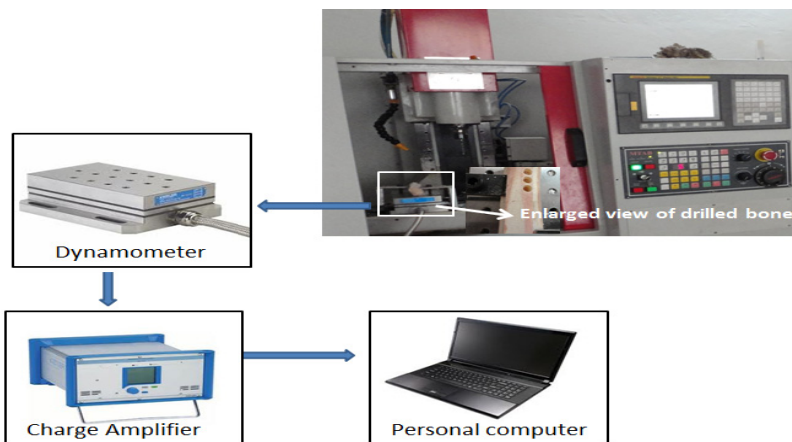 Enlarged view of drilled bone
Dynamometer
Charge Amplifier
Personal computer